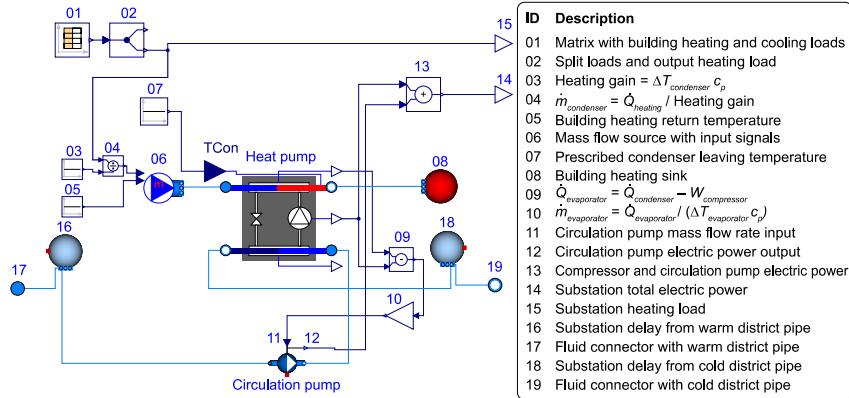 01
02
15
13
14
07
TCon
03
04
06
Heat pump
m
08
05
16
18
09
17
19
10
11
12
Circulation pump
ID Description
01 Matrix with building heating and cooling loads
02 Split loads and output heating load
03 Heating gain = ΔT_condenser c_p
04 ṁ_condenser = Q̇_heating / Heating gain
05 Building heating return temperature
06 Mass flow source with input signals
07 Prescribed condenser leaving temperature
08 Building heating sink
09 Q̇_evaporator = Q̇_condenser − W_compressor
10 ṁ_evaporator = Q̇_evaporator / (ΔT_evaporator c_p)
11 Circulation pump mass flow rate input
12 Circulation pump electric power output
13 Compressor and circulation pump electric power
14 Substation total electric power
15 Substation heating load
16 Substation delay from warm district pipe
17 Fluid connector with warm district pipe
18 Substation delay from cold district pipe
19 Fluid connector with cold district pipe